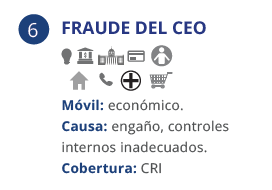 6 FRAUDE DEL CEO
Móvil: económico.
Causa: engaño, controles
internos inadecuados.
Cobertura: CRI